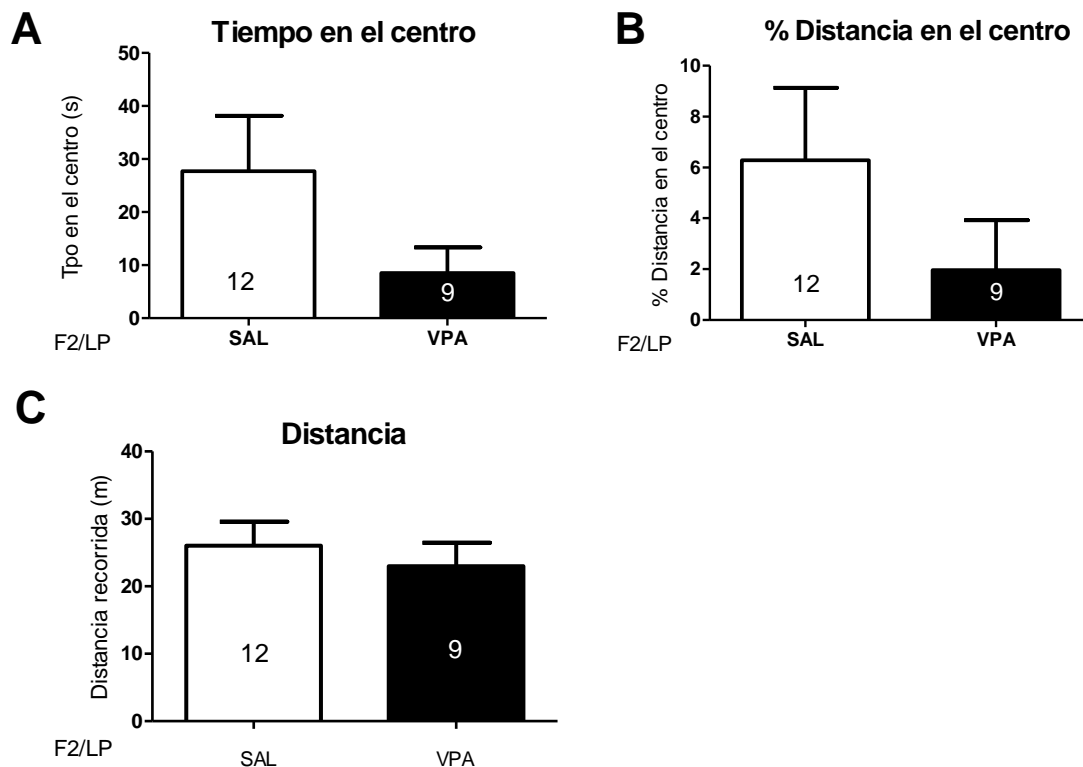 A
Tiempo en el centro
Tpo en el centro (s)
50
40
30
20
10
0
12
9
F2/LP
SAL
VPA
B
% Distancia en el centro
% Distancia en el centro
10
8
6
4
2
0
12
9
F2/LP
SAL
VPA
C
Distancia
Distancia recorrida (m)
40
30
20
10
0
12
9
F2/LP
SAL
VPA